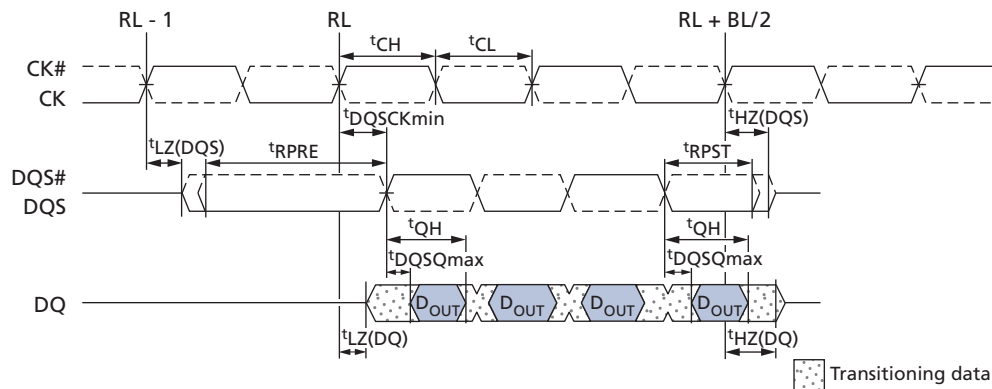 RL - 1 RL RL + BL/2
tCH tCL
CK#
CK
tDQSCKmin tHZ(DQS)
tLZ(DQS) tRPRE tRPST
DQS#
DQS
tQH tQH
tDQSQmax tDQSQmax
DQ DOUT DOUT DOUT DOUT
tLZ(DQ) tHZ(DQ)
Transitioning data